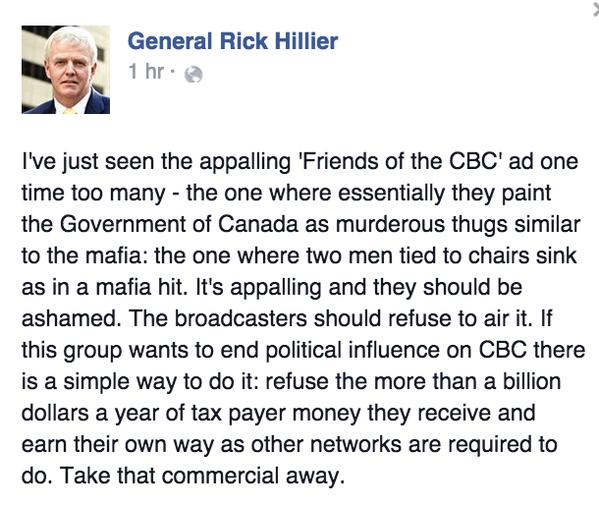 General Rick Hillier
1 hr ·
I've just seen the appalling 'Friends of the CBC' ad one
time too many - the one where essentially they paint
the Government of Canada as murderous thugs similar
to the mafia: the one where two men tied to chairs sink
as in a mafia hit. It's appalling and they should be
ashamed. The broadcasters should refuse to air it. If
this group wants to end political influence on CBC there
is a simple way to do it: refuse the more than a billion
dollars a year of tax payer money they receive and
earn their own way as other networks are required to
do. Take that commercial away.